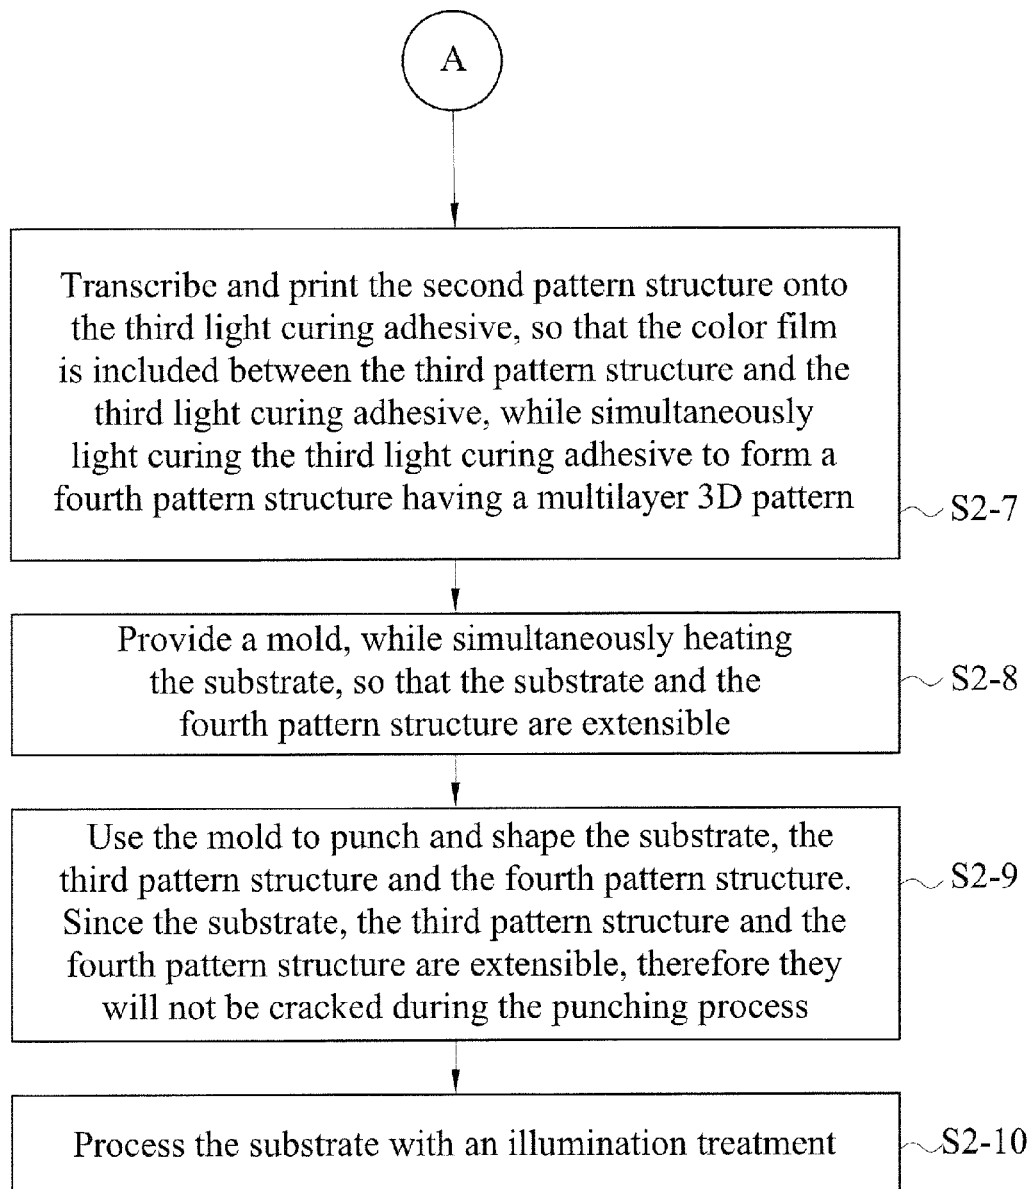 A
Transcribe and print the second pattern structure onto
the third light curing adhesive, so that the color film
is included between the third pattern structure and the
third light curing adhesive, while simultaneously
light curing the third light curing adhesive to form a
fourth pattern structure having a multilayer 3D pattern
S2-7
Provide a mold, while simultaneously heating
the substrate, so that the substrate and the
fourth pattern structure are extensible
S2-8
Use the mold to punch and shape the substrate, the
third pattern structure and the fourth pattern structure.
Since the substrate, the third pattern structure and the
fourth pattern structure are extensible, therefore they
will not be cracked during the punching process
S2-9
Process the substrate with an illumination treatment
S2-10